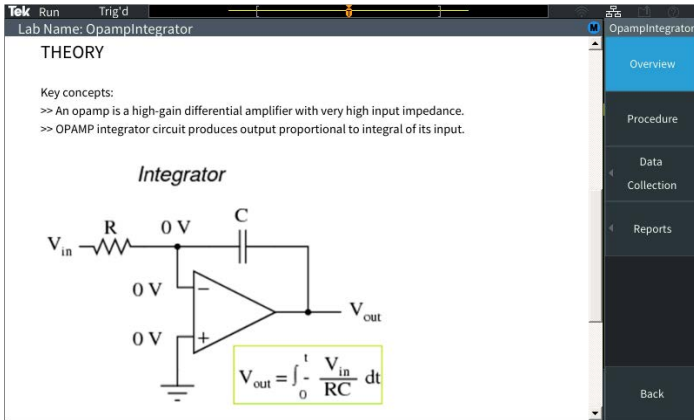 Tek Run Trig'd
Lab Name: OpampIntegrator
M
OpampIntegrator
THEORY
Key concepts:
>> An opamp is a high-gain differential amplifier with very high input impedance.
>> OPAMP integrator circuit produces output proportional to integral of its input.
Integrator
C
R 0 V
Vin
0 V
Vout
0 V
Vout = ∫0t - Vin/RC dt
Overview
Procedure
Data
Collection
Reports
Back